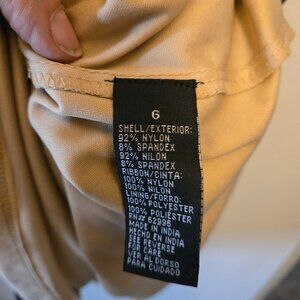 6
SHELL/EXTERIOR:
92% NYLON
8% SPANDEX
92% NILON
8% SPANDEX
RIBBON/CINTA:
100% NYLON
100% NILON
LINING/FORRO:
100% POLYESTER
100% POLIESTER
RN# 62996
MADE IN INDIA
HECHO EN INDIA
SEE REVERSE
FOR CARE
VER AL DORSO
PARA CUIDADO